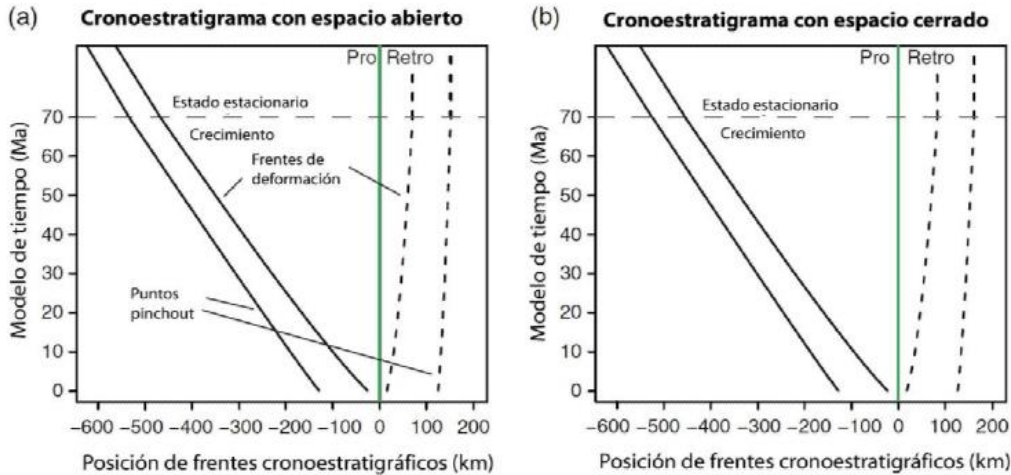 (a) Cronoestratigrama con espacio abierto
Pro Retro
Estado estacionario
Crecimiento
Frentes de
deformación
Puntos
pinchout
Modelo de tiempo (Ma)
70
60
50
40
30
20
10
0
−600 −500 −400 −300 −200 −100 0 100 200
Posición de frentes cronoestratigráficos (km)
(b) Cronoestratigrama con espacio cerrado
Pro Retro
Estado estacionario
Crecimiento
Modelo de tiempo (Ma)
70
60
50
40
30
20
10
0
−600 −500 −400 −300 −200 −100 0 100 200
Posición de frentes cronoestratigráficos (km)